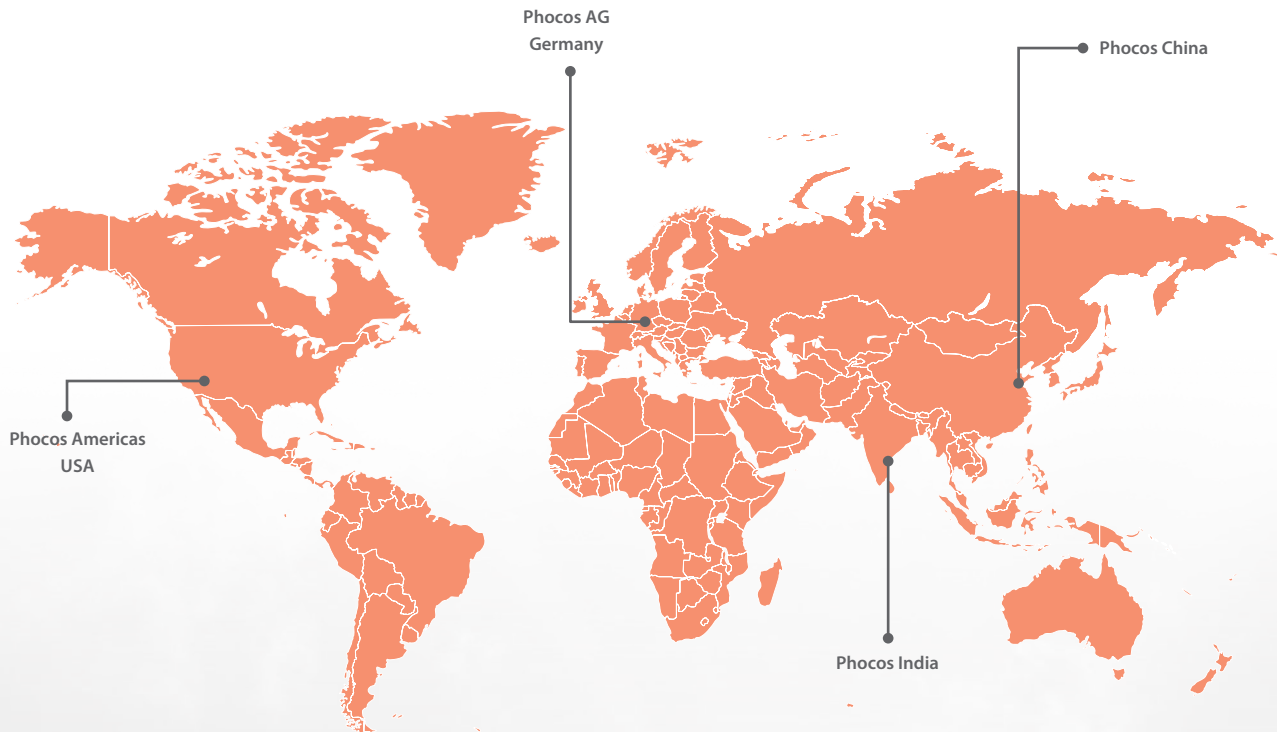 Phocos AG
Germany
Phocos China
Phocos Americas
USA
Phocos India